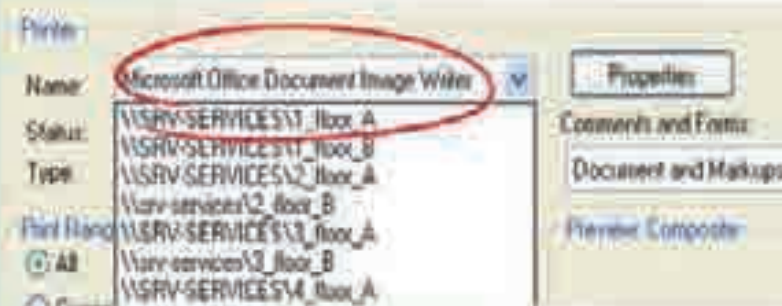 Printer
Name: Microsoft Office Document Image Writer
Properties
Status: \\SRV-SERVICES\1_floor_A
Comments and Forms:
\\SRV-SERVICES\1_floor_B
Type: \\SRV-SERVICES\2_floor_A
Document and Markups
\\srv-services\2_floor_B
Print Rang \\SRV-SERVICES\3_floor_A
Preview: Composite
All \\srv-services\3_floor_B
\\SRV-SERVICES\4_floor_A